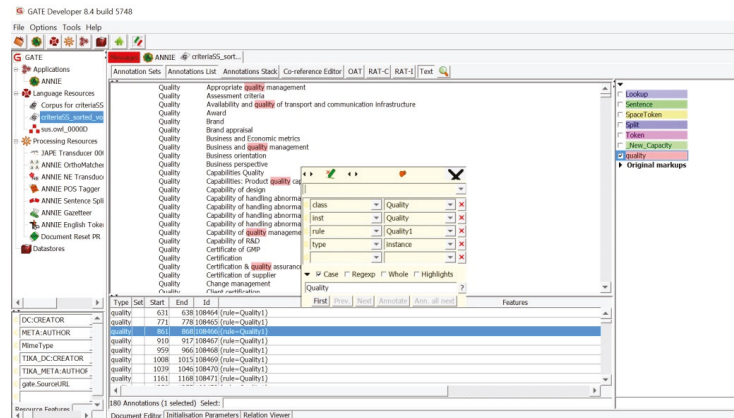 GATE Developer 8.4 build 5748
File Options Tools Help
GATE
Applications
ANNIE
Language Resources
Corpus for criteriaSS
criteriaSS_sorted_vo
sus.owl_0000D
Processing Resources
JAPE Transducer 00
ANNIE OrthoMatche
ANNIE NE Transduc
ANNIE POS Tagger
ANNIE Sentence Spli
ANNIE Gazetteer
ANNIE English Toke
Document Reset PR
Datastores
DC:CREATOR
META:AUTHOR
MimeType
TIKA_DC:CREATOR
TIKA_META:AUTHOR
gate.SourceURL
Resource Features
ANNIE criteriaSS_sort...
Annotation Sets Annotations List Annotations Stack Co-reference Editor OAT RAT-C RAT-I Text
Quality Appropriate quality management
Quality Assessment criteria
Quality Availability and quality of transport and communication infrastructure
Quality Award
Quality Brand
Quality Brand appraisal
Quality Business and Economic metrics
Quality Business and quality management
Quality Business orientation
Quality Business perspective
Quality Capabilities Quality
Quality Capabilities: Product quality cap
Quality Capability of design
Quality Capability of handling abnorma
Quality Capability of handling abnorma
Quality Capability of handling abnorma
Quality Capability of handling abnorma
Quality Capability of quality manageme
Quality Capability of R&D
Quality Certificate of GMP
Quality Certification
Quality Certification & quality assurance
Quality Certification of supplier
Quality Change management
Quality Client certification
class Quality
inst Quality
rule Quality1
type instance
Case Regexp Whole Highlights
Quality ?
First Prev. Next Annotate Ann. all next
Lookup
Sentence
SpaceToken
Split
Token
_New_Capacity
quality
Original markups
Type Set Start End Id Features
quality 631 638 108464 {rule=Quality1}
quality 771 778 108465 {rule=Quality1}
quality 861 868 108466 {rule=Quality1}
quality 910 917 108467 {rule=Quality1}
quality 959 966 108468 {rule=Quality1}
quality 1008 1015 108469 {rule=Quality1}
quality 1039 1046 108470 {rule=Quality1}
quality 1161 1168 108471 {rule=Quality1}
180 Annotations (1 selected) Select:
Document Editor Initialisation Parameters Relation Viewer